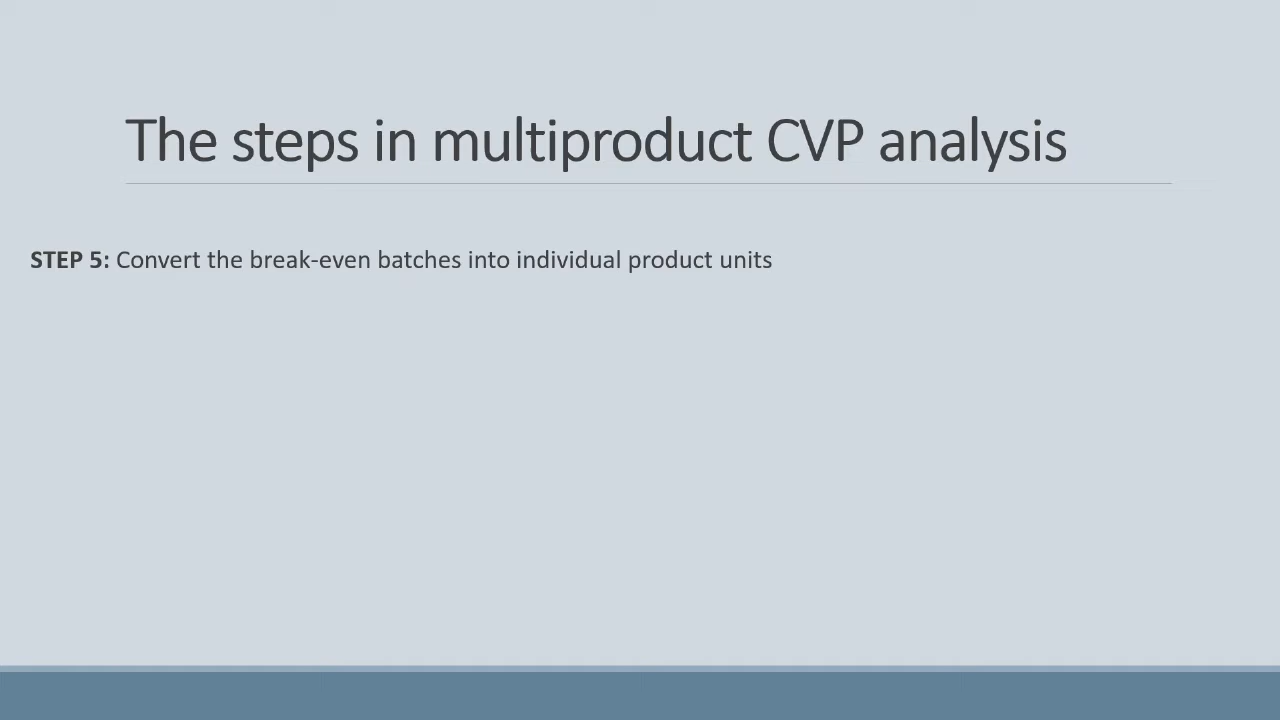 The steps in multiproduct CVP analysis
STEP 5: Convert the break-even batches into individual product units